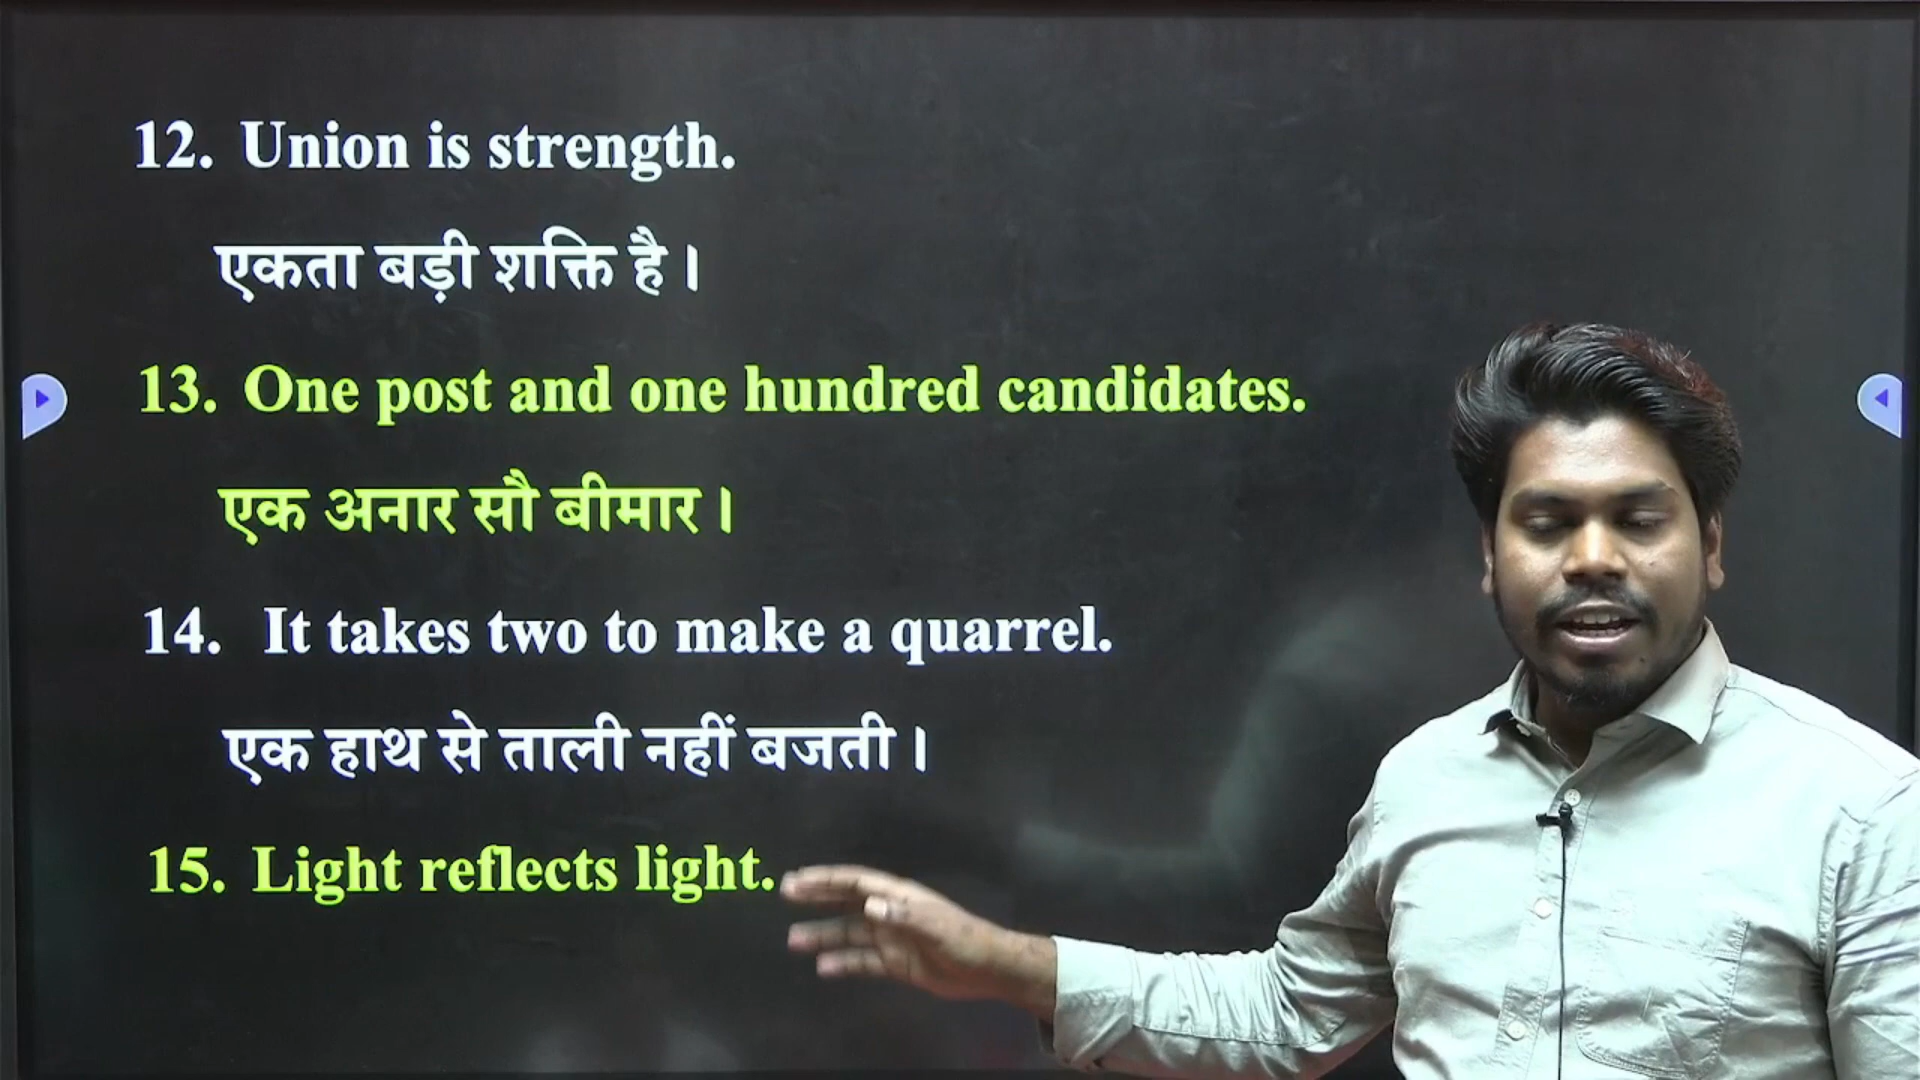 12. Union is strength.
एकता बड़ी शक्ति है।
13. One post and one hundred candidates.
एक अनार सौ बीमार।
14. It takes two to make a quarrel.
एक हाथ से ताली नहीं बजती।
15. Light reflects light.